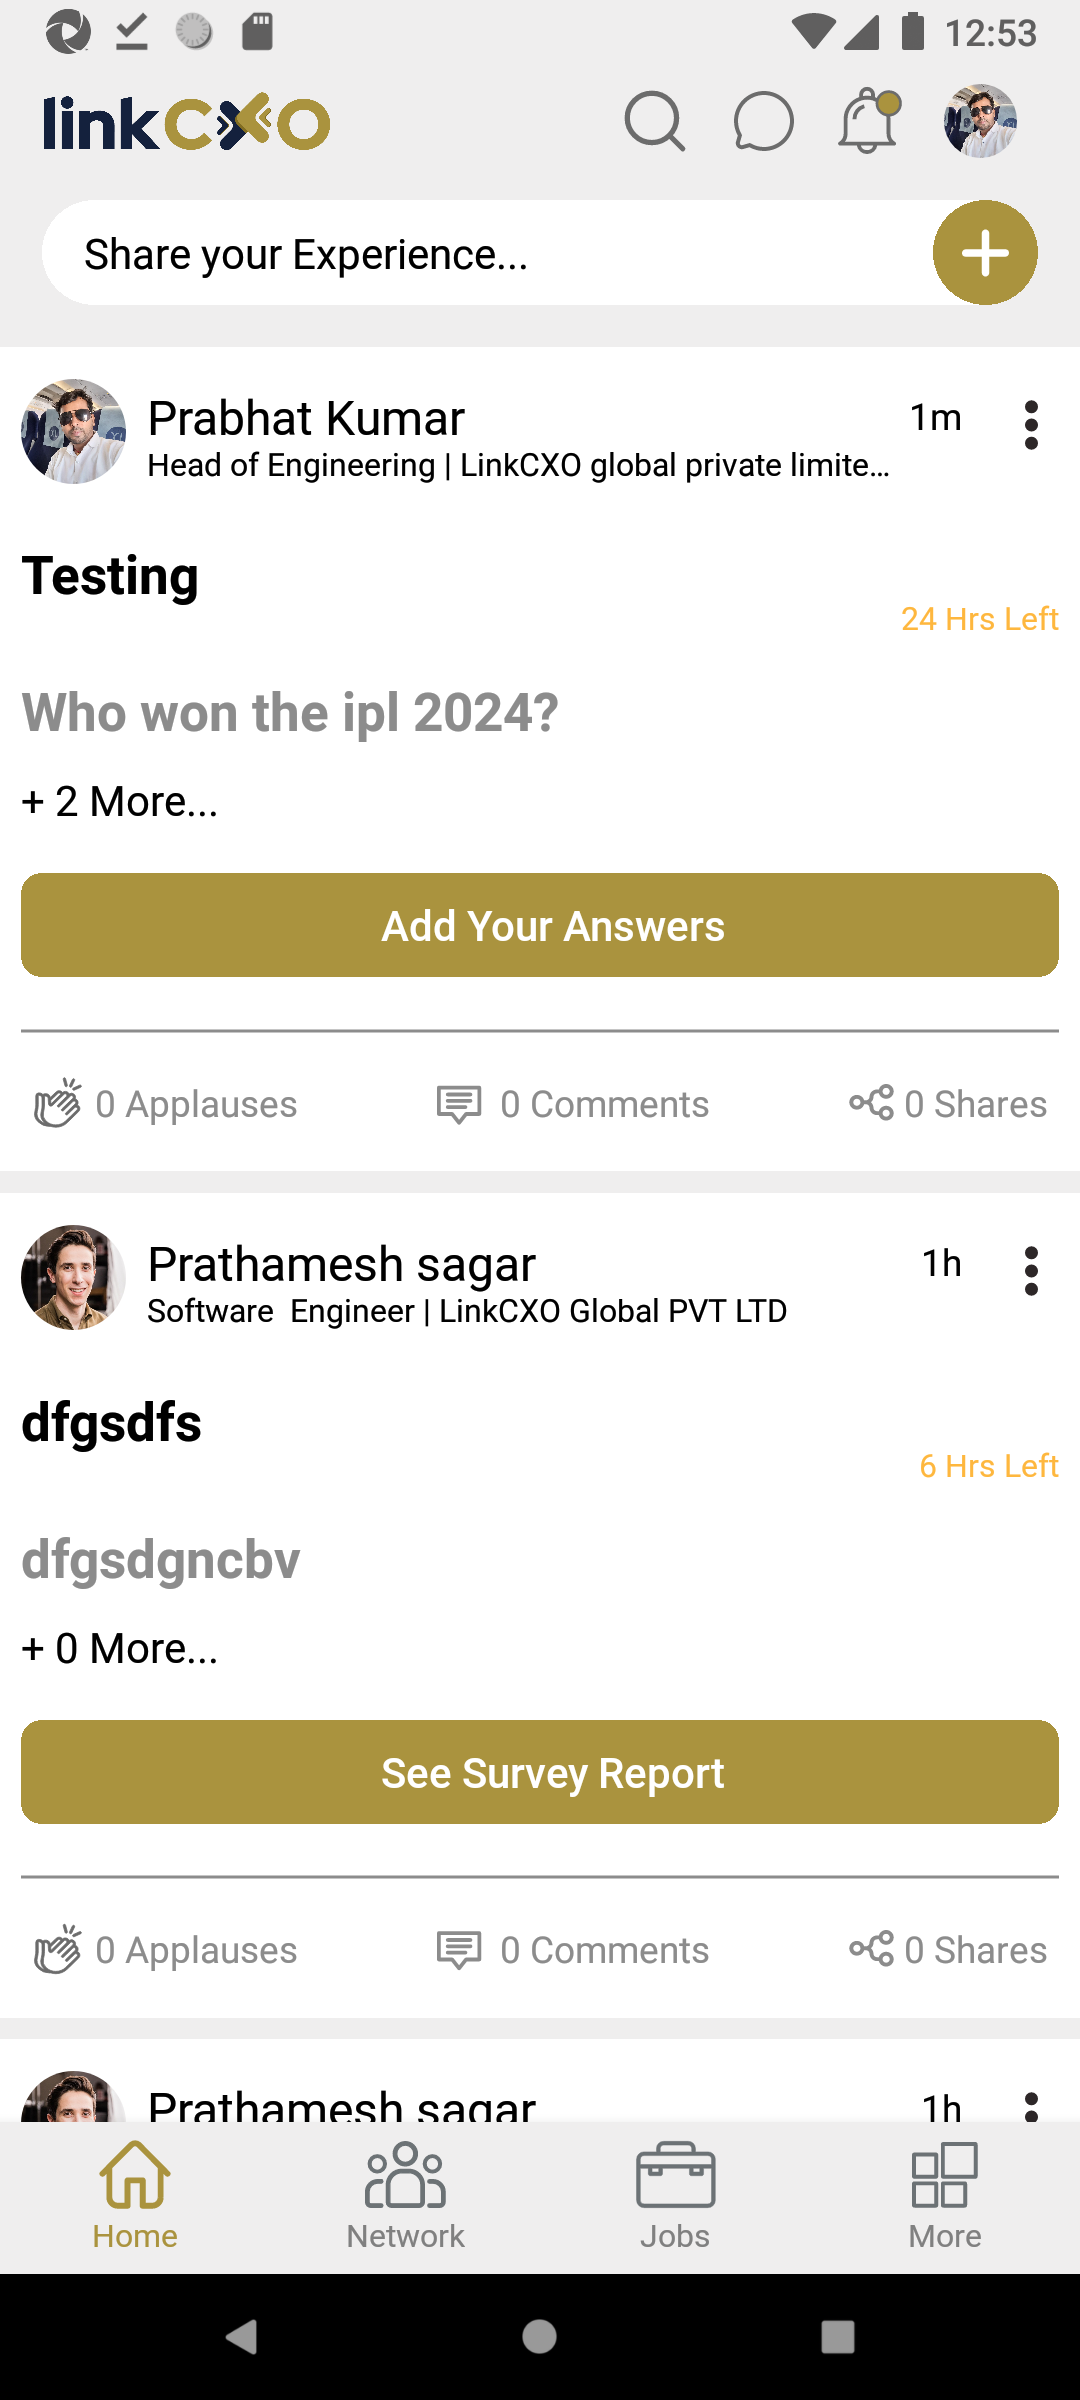 12:53
linkCXO
Share your Experience...
Prabhat Kumar
1m
Head of Engineering | LinkCXO global private limite...
Testing
24 Hrs Left
Who won the ipl 2024?
+ 2 More...
Add Your Answers
0 Applauses
0 Comments
0 Shares
Prathamesh sagar
1h
Software  Engineer | LinkCXO Global PVT LTD
dfgsdfs
6 Hrs Left
dfgsdgncbv
+ 0 More...
See Survey Report
0 Applauses
0 Comments
0 Shares
Prathamesh sagar
1h
Home
Network
Jobs
More